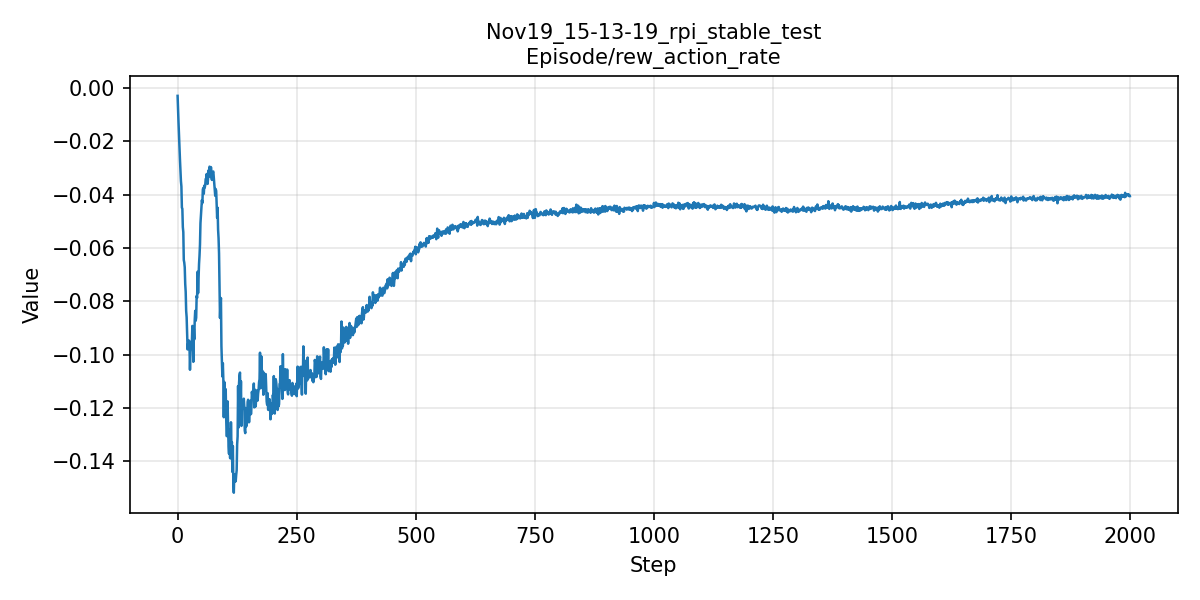 Nov19_15-13-19_rpi_stable_test
Episode/rew_action_rate
Value
0.00
−0.02
−0.04
−0.06
−0.08
−0.10
−0.12
−0.14
0 250 500 750 1000 1250 1500 1750 2000
Step